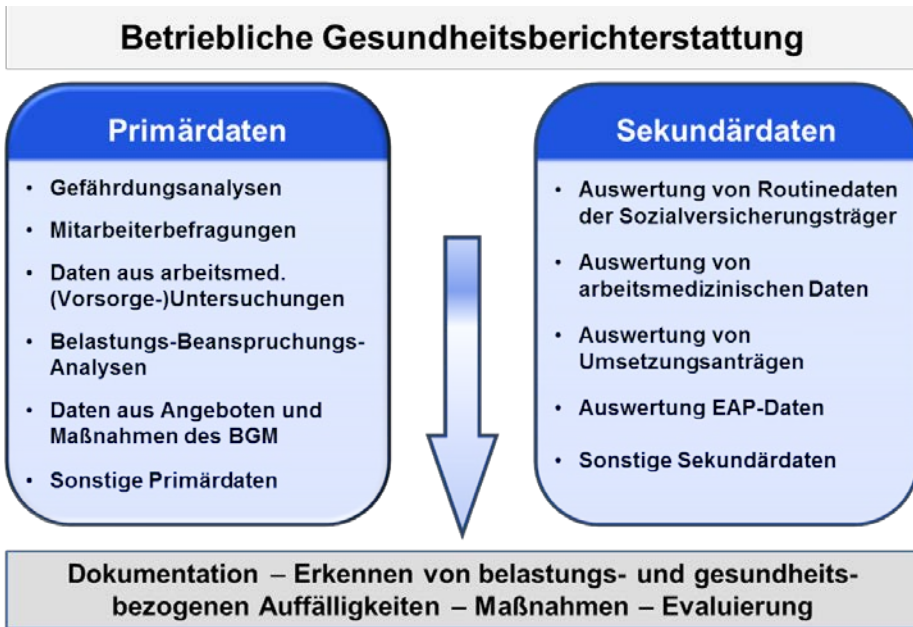 Betriebliche Gesundheitsberichterstattung
Primärdaten
• Gefährdungsanalysen
• Mitarbeiterbefragungen
• Daten aus arbeitsmed.
(Vorsorge-)Untersuchungen
• Belastungs-Beanspruchungs-
Analysen
• Daten aus Angeboten und
Maßnahmen des BGM
• Sonstige Primärdaten
Sekundärdaten
• Auswertung von Routinedaten
der Sozialversicherungsträger
• Auswertung von
arbeitsmedizinischen Daten
• Auswertung von
Umsetzungsanträgen
• Auswertung EAP-Daten
• Sonstige Sekundärdaten
Dokumentation – Erkennen von belastungs- und gesundheits-
bezogenen Auffälligkeiten – Maßnahmen – Evaluierung